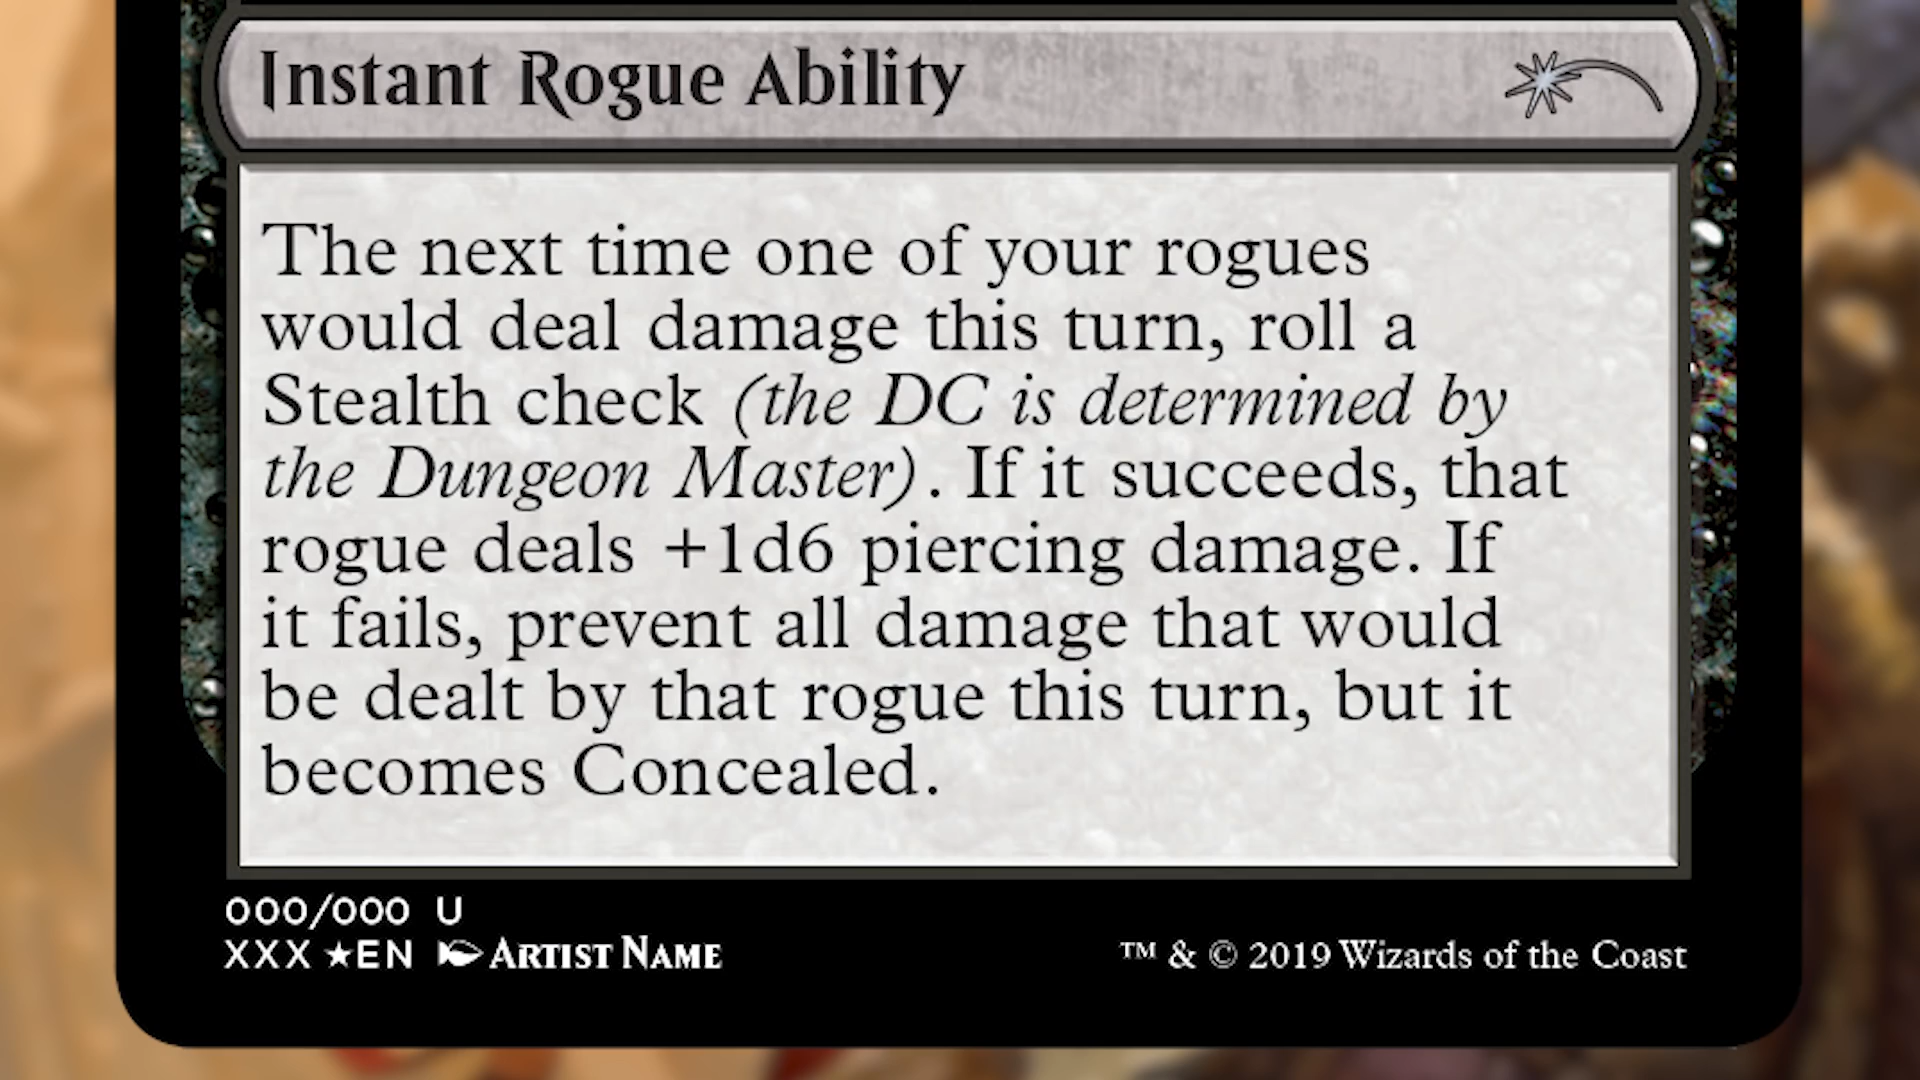 Instant Rogue Ability
The next time one of your rogues
would deal damage this turn, roll a
Stealth check (the DC is determined by
the Dungeon Master). If it succeeds, that
rogue deals +1d6 piercing damage. If
it fails, prevent all damage that would
be dealt by that rogue this turn, but it
becomes Concealed.
000/000 U
XXX ★ EN ARTIST NAME
™ & © 2019 Wizards of the Coast